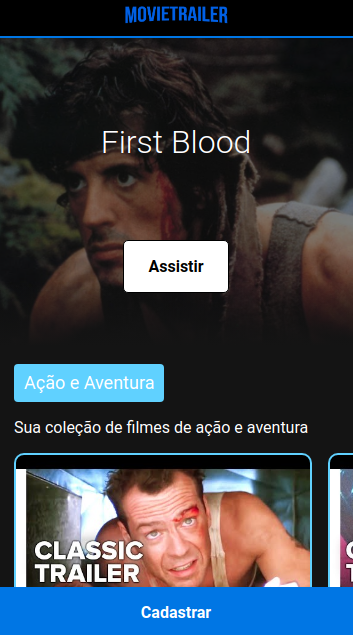 MOVIETRAILER
First Blood
Assistir
Ação e Aventura
Sua coleção de filmes de ação e aventura
CLASSIC
TRAILER
Cadastrar